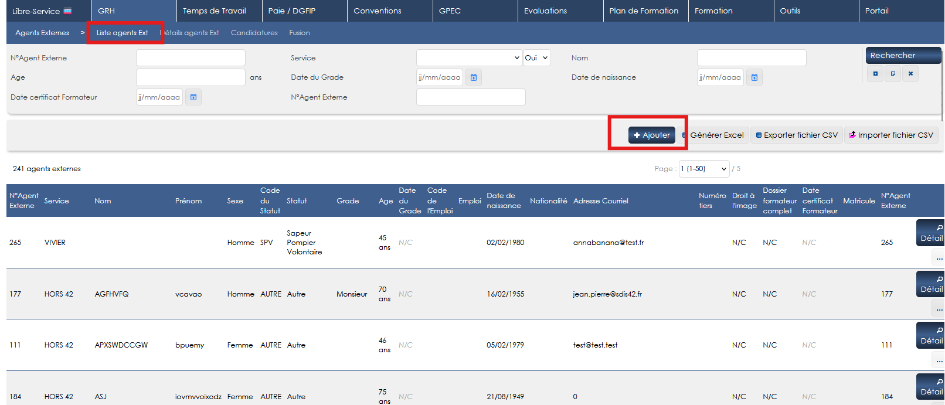 Libre-Service GRH Temps de Travail Paie / DGFIP Conventions GPEC Evaluations Plan de Formation Formation Outils Portail
Agents Externes > Liste agents Ext Détails agents Ext Candidatures Fusion
N°Agent Externe Service Oui Nom Rechercher
Age ans Date du Grade jj/mm/aaaa Date de naissance jj/mm/aaaa
Date certificat Formateur jj/mm/aaaa N°Agent Externe
+ Ajouter Générer Excel Exporter fichier CSV Importer fichier CSV
241 agents externes Page : 1 (1-50) / 5
N°Agent Externe Service Nom Prénom Sexe Code du Statut Statut Grade Age Date du Grade Code de l'Emploi Emploi Date de naissance Nationalité Adresse Courriel Numéro tiers Droit à l'image Dossier formateur complet Date certificat Formateur Matricule N°Agent Externe
265 VIVIER Homme SPV Sapeur Pompier Volontaire 45 ans N/C 02/02/1980 annabanana@test.fr N/C N/C N/C 265 Détail
...
177 HORS 42 AGFHVFQ vcavao Homme AUTRE Autre Monsieur 70 ans N/C 16/02/1955 jean.pierre@sdis42.fr N/C N/C N/C 177 Détail
...
111 HORS 42 APXSWDCCGW bpuemy Femme AUTRE Autre 46 ans N/C 05/02/1979 test@test.test N/C N/C N/C 111 Détail
...
184 HORS 42 ASJ Femme AUTRE Autre 75 ans N/C 21/08/1949 0 N/C N/C N/C 184 Détail